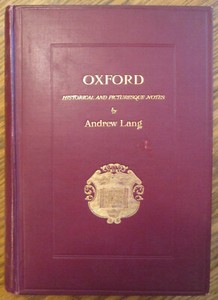 OXFORD
HISTORICAL AND PICTURESQUE NOTES
by
Andrew Lang